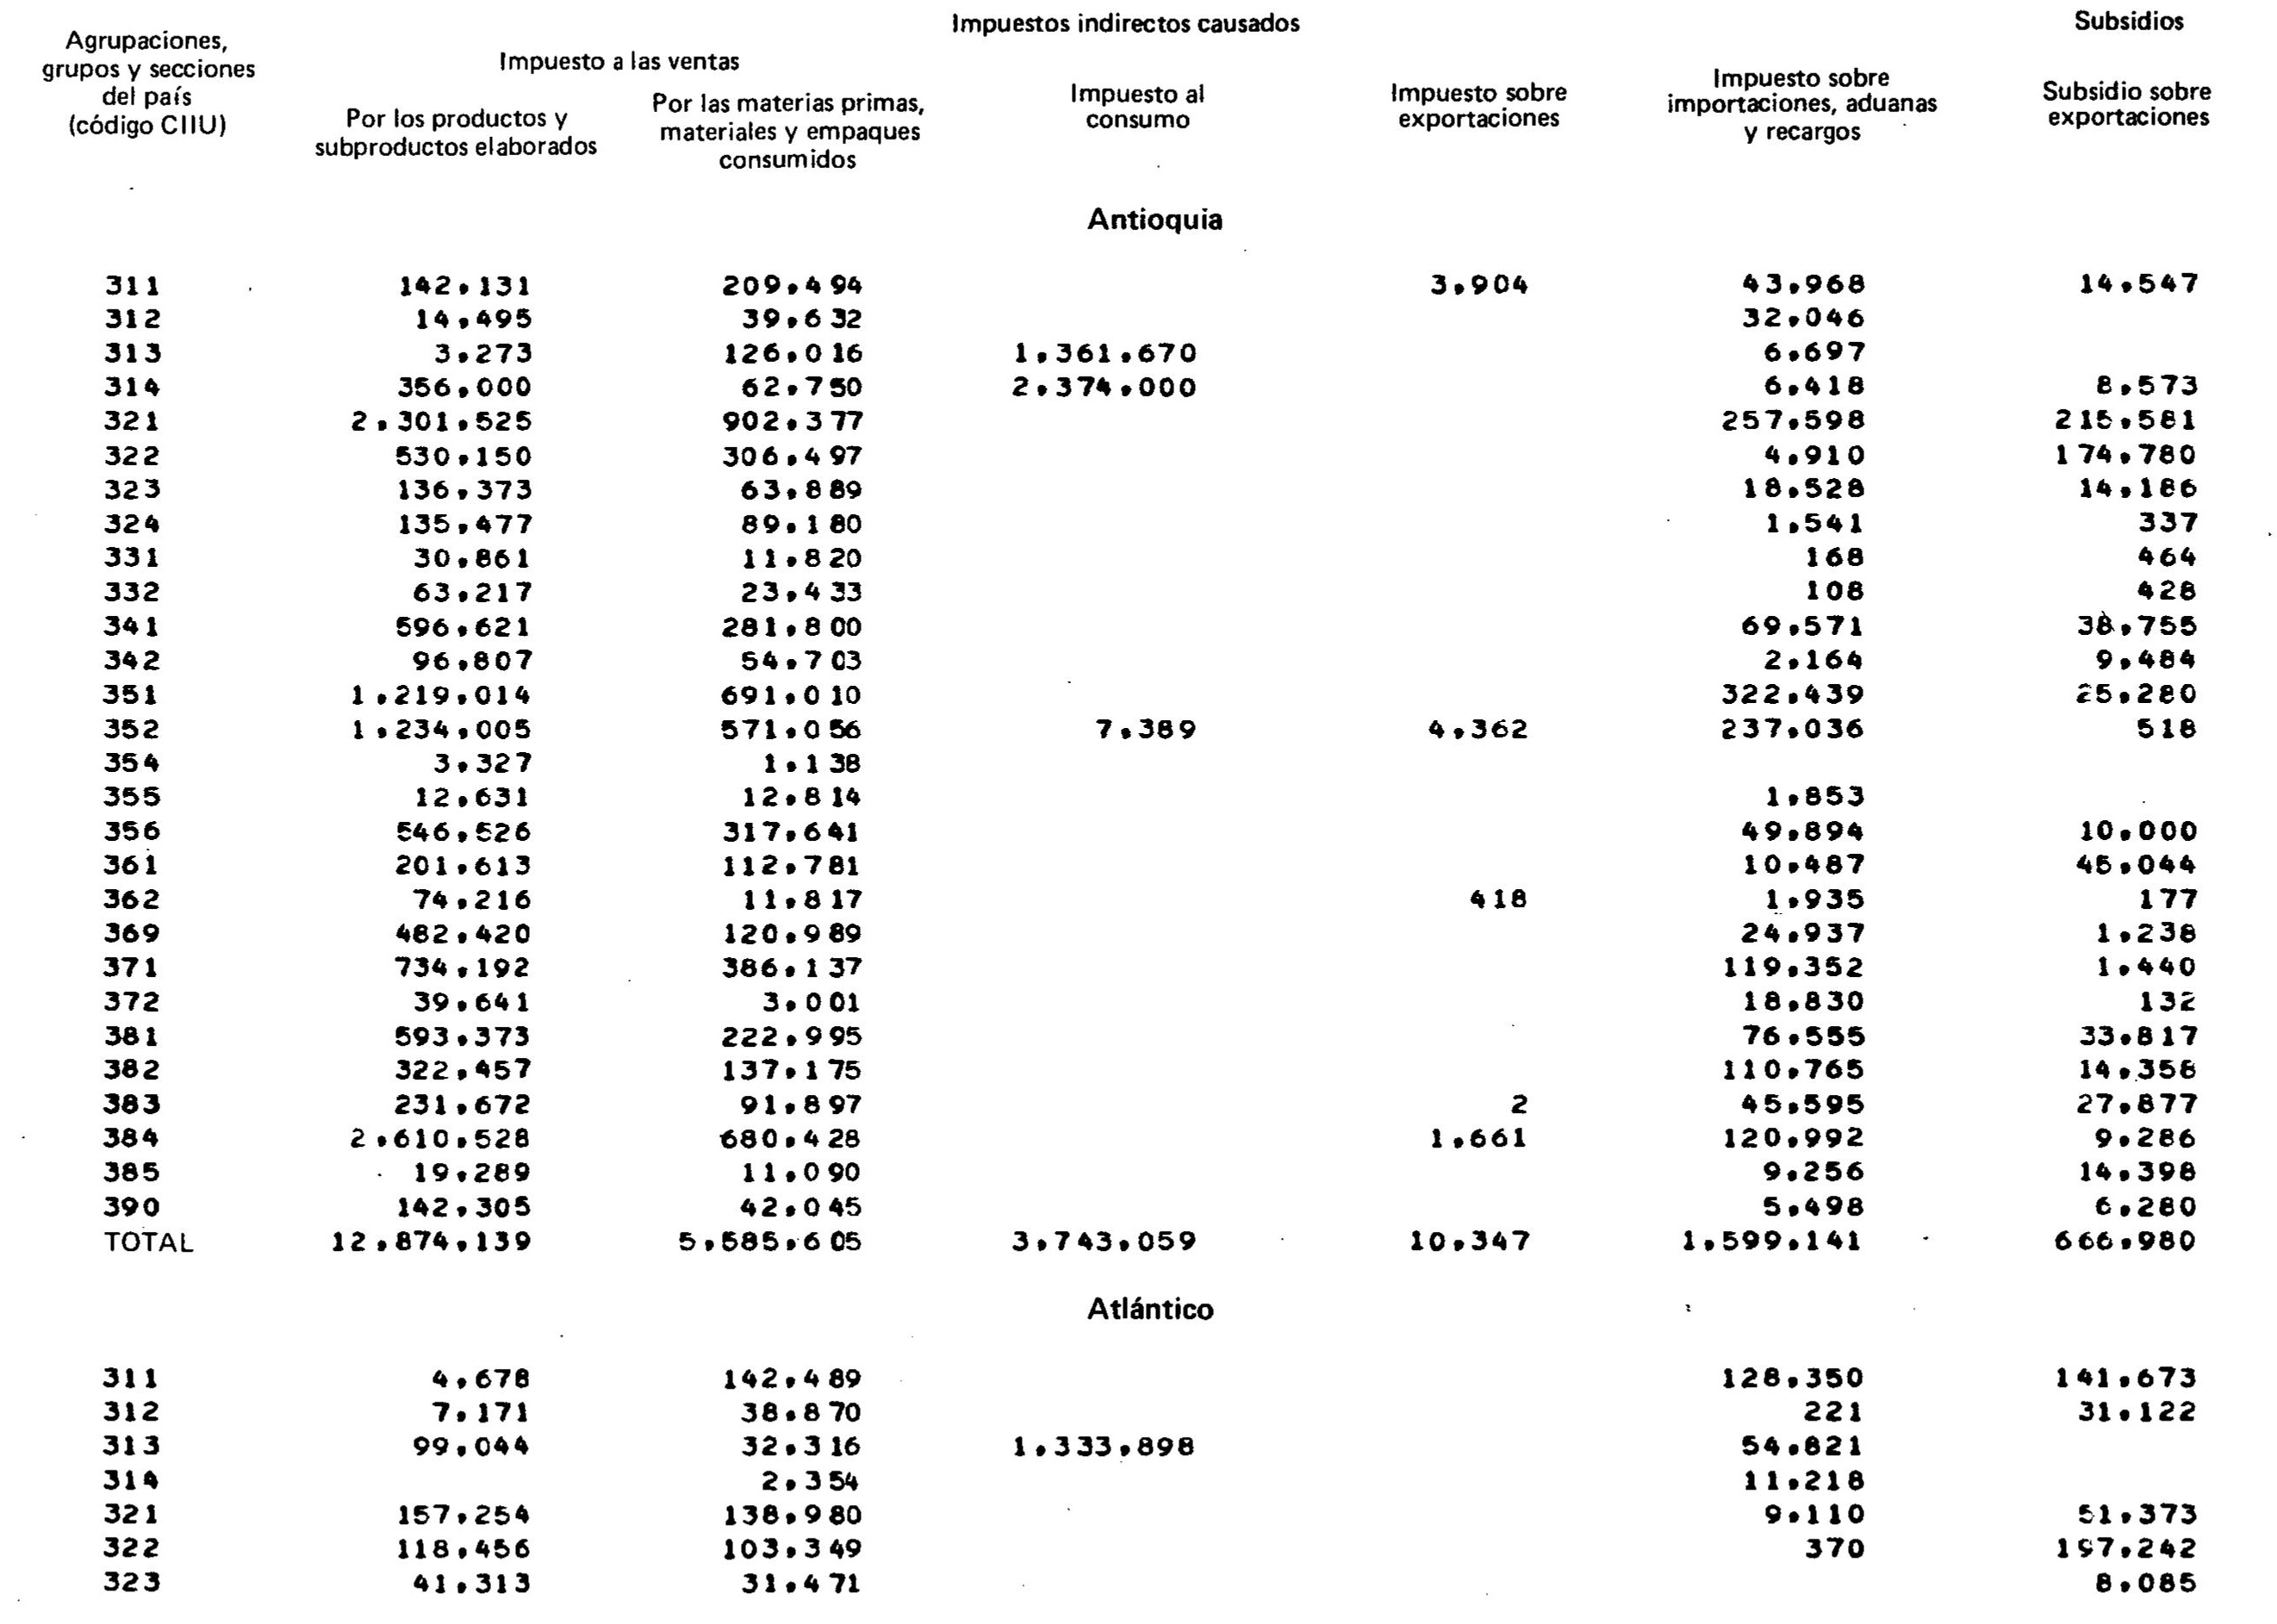 Impuestos indirectos causados Subsidios
Agrupaciones,
grupos y secciones
del país
(código CIIU)
Impuesto a las ventas
Por los productos y
subproductos elaborados
Por las materias primas,
materiales y empaques
consumidos
Impuesto al
consumo
Impuesto sobre
exportaciones
Impuesto sobre
importaciones, aduanas
y recargos
Subsidio sobre
exportaciones
Antioquia
311 142.131 209.494 3.904 43.968 14.547
312 14.495 39.632 32.046
313 3.273 126.016 1.361.670 6.697
314 356.000 62.750 2.374.000 6.418 8.573
321 2.301.525 902.377 257.598 215.581
322 530.150 306.497 4.910 174.780
323 136.373 63.889 18.528 14.186
324 135.477 89.180 1.541 337
331 30.861 11.820 168 464
332 63.217 23.433 108 428
341 596.621 281.800 69.571 38.755
342 96.807 54.703 2.164 9.484
351 1.219.014 691.010 322.439 25.280
352 1.234.005 571.056 7.389 4.362 237.036 518
354 3.327 1.138
355 12.631 12.814 1.853
356 546.526 317.641 49.894 10.000
361 201.613 112.781 10.487 45.044
362 74.216 11.817 418 1.935 177
369 482.420 120.989 24.937 1.238
371 734.192 386.137 119.352 1.440
372 39.641 3.001 18.830 132
381 593.373 222.995 76.555 33.817
382 322.457 137.175 110.765 14.358
383 231.672 91.897 2 45.595 27.877
384 2.610.528 680.428 1.661 120.992 9.286
385 19.289 11.090 9.256 14.398
390 142.305 42.045 5.498 6.280
TOTAL 12.874.139 5.585.605 3.743.059 10.347 1.599.141 666.980
Atlántico
311 4.678 142.489 128.350 141.673
312 7.171 38.870 221 31.122
313 99.044 32.316 1.333.898 54.821
314 2.354 11.218
321 157.254 138.980 9.110 51.373
322 118.456 103.349 370 197.242
323 41.313 31.471 8.085